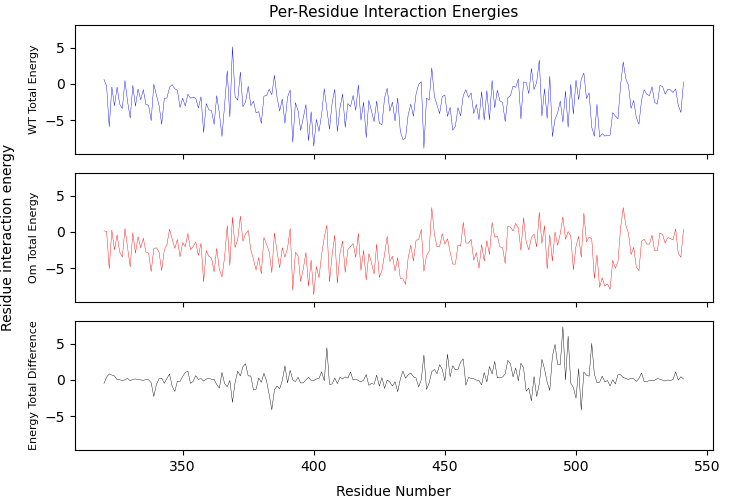 Per-Residue Interaction Energies
Residue interaction energy
WT Total Energy
5
0
−5
Om Total Energy
5
0
−5
Energy Total Difference
5
0
−5
350 400 450 500 550
Residue Number